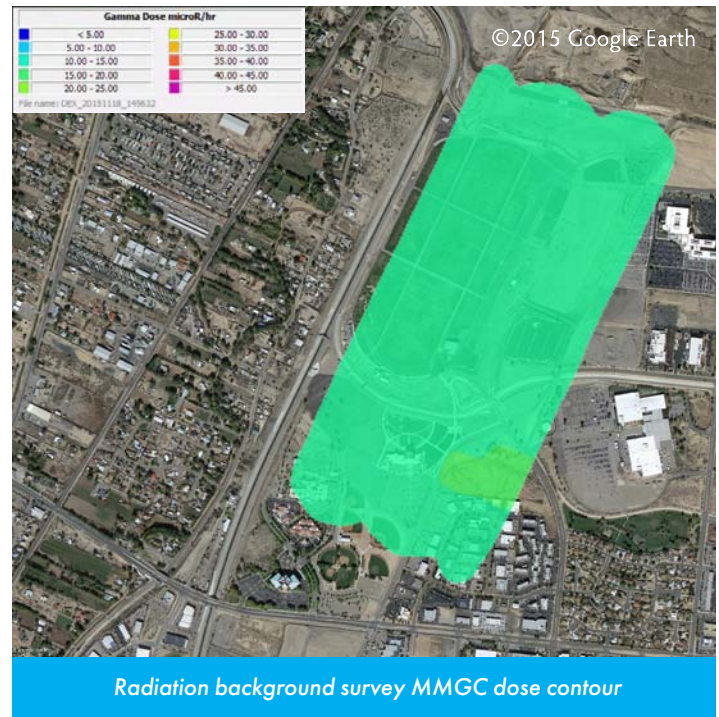 Gamma Dose microR/hr
< 5.00 25.00 - 30.00
5.00 - 10.00 30.00 - 35.00
10.00 - 15.00 35.00 - 40.00
15.00 - 20.00 40.00 - 45.00
20.00 - 25.00 > 45.00
File name: DEX_20151118_145632
©2015 Google Earth
Radiation background survey MMGC dose contour